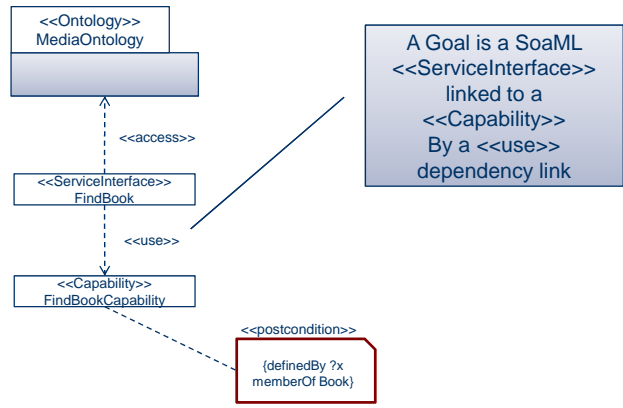 <<Ontology>>
MediaOntology
<<access>>
<<ServiceInterface>>
FindBook
<<use>>
<<Capability>>
FindBookCapability
<<postcondition>>
{definedBy ?x
memberOf Book}
A Goal is a SoaML
<<ServiceInterface>>
linked to a
<<Capability>>
By a <<use>>
dependency link